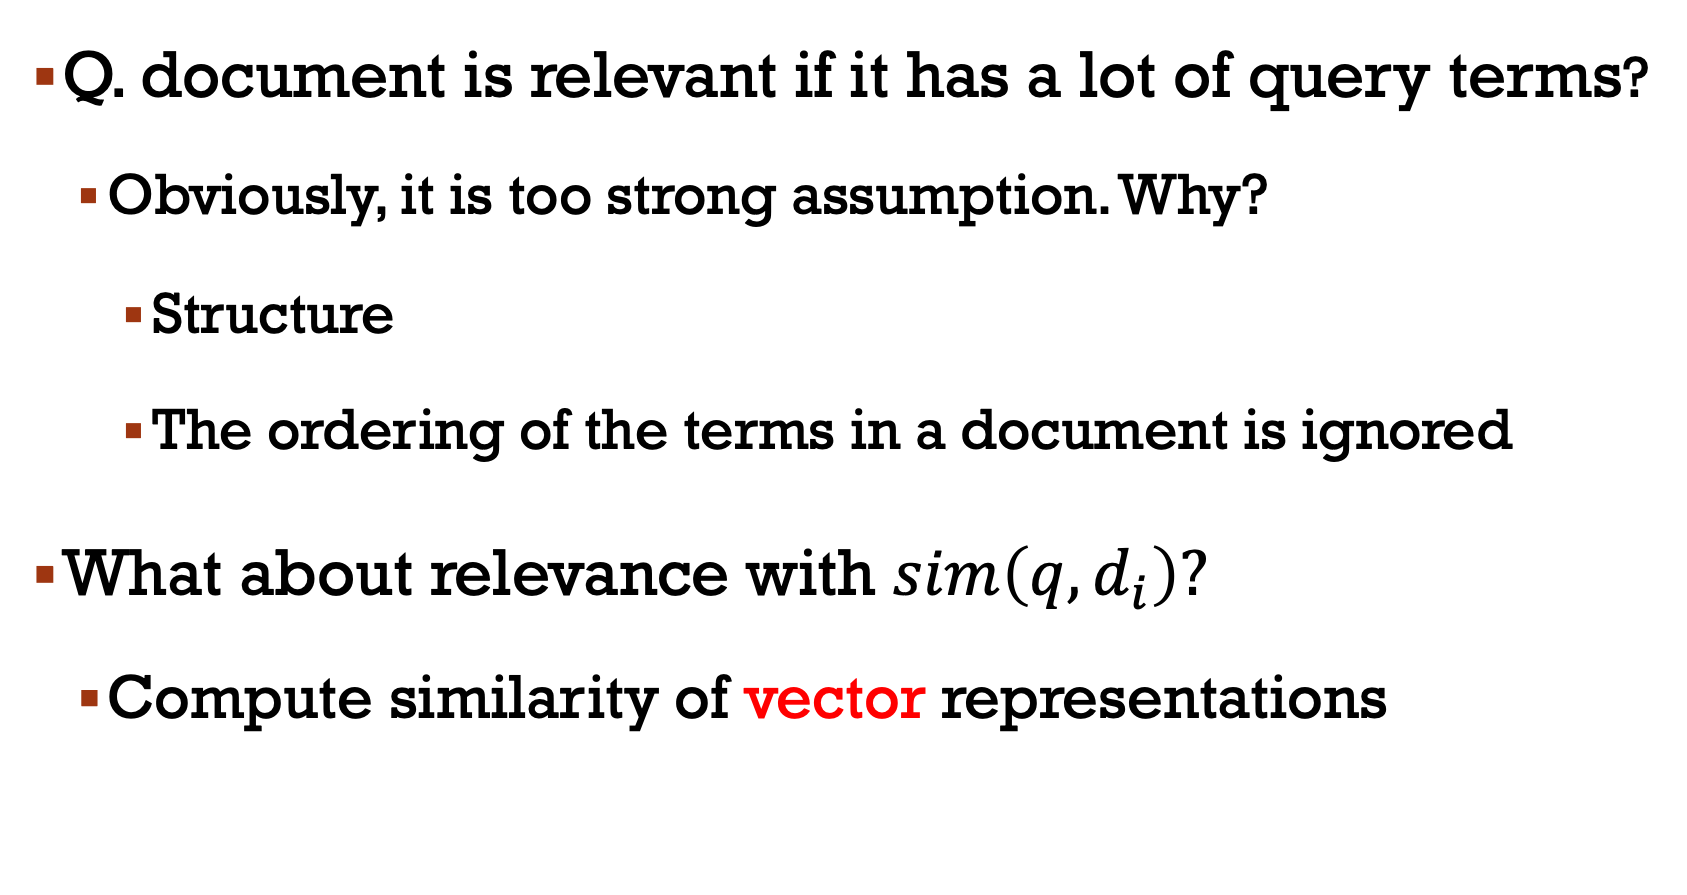 ▪Q. document is relevant if it has a lot of query terms?
▪Obviously, it is too strong assumption. Why?
▪Structure
▪The ordering of the terms in a document is ignored
▪What about relevance with 𝑠𝑖𝑚(𝑞, 𝑑ᵢ)?
▪Compute similarity of vector representations